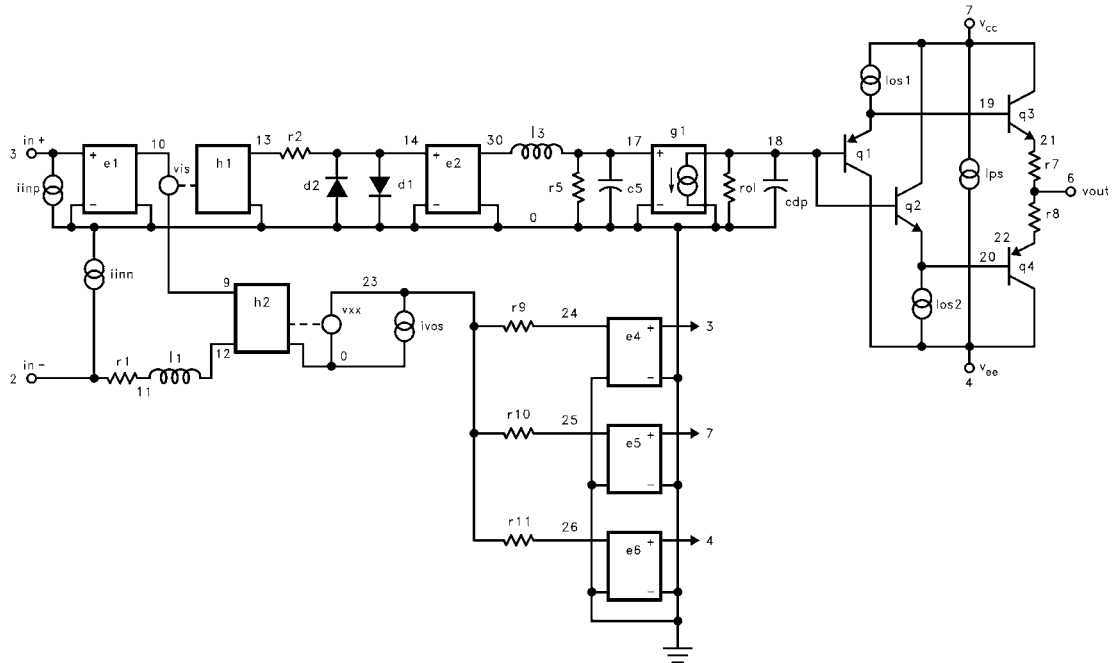 7
vcc
Ios1
19
q3
21
r7
6
vout
r8
22
q4
20
Ios2
Ips
q1
q2
vee
4
in+
3
iinp
e1
+
−
10
vis
h1
13
r2
d2
d1
14
e2
+
−
30
l3
r5
c5
17
g1
+
−
rol
18
cdp
0
iinn
9
h2
23
vxx
ivos
0
12
in−
2
r1
11
l1
r9
24
e4
+
−
3
r10
25
e5
+
−
7
r11
26
e6
+
−
4